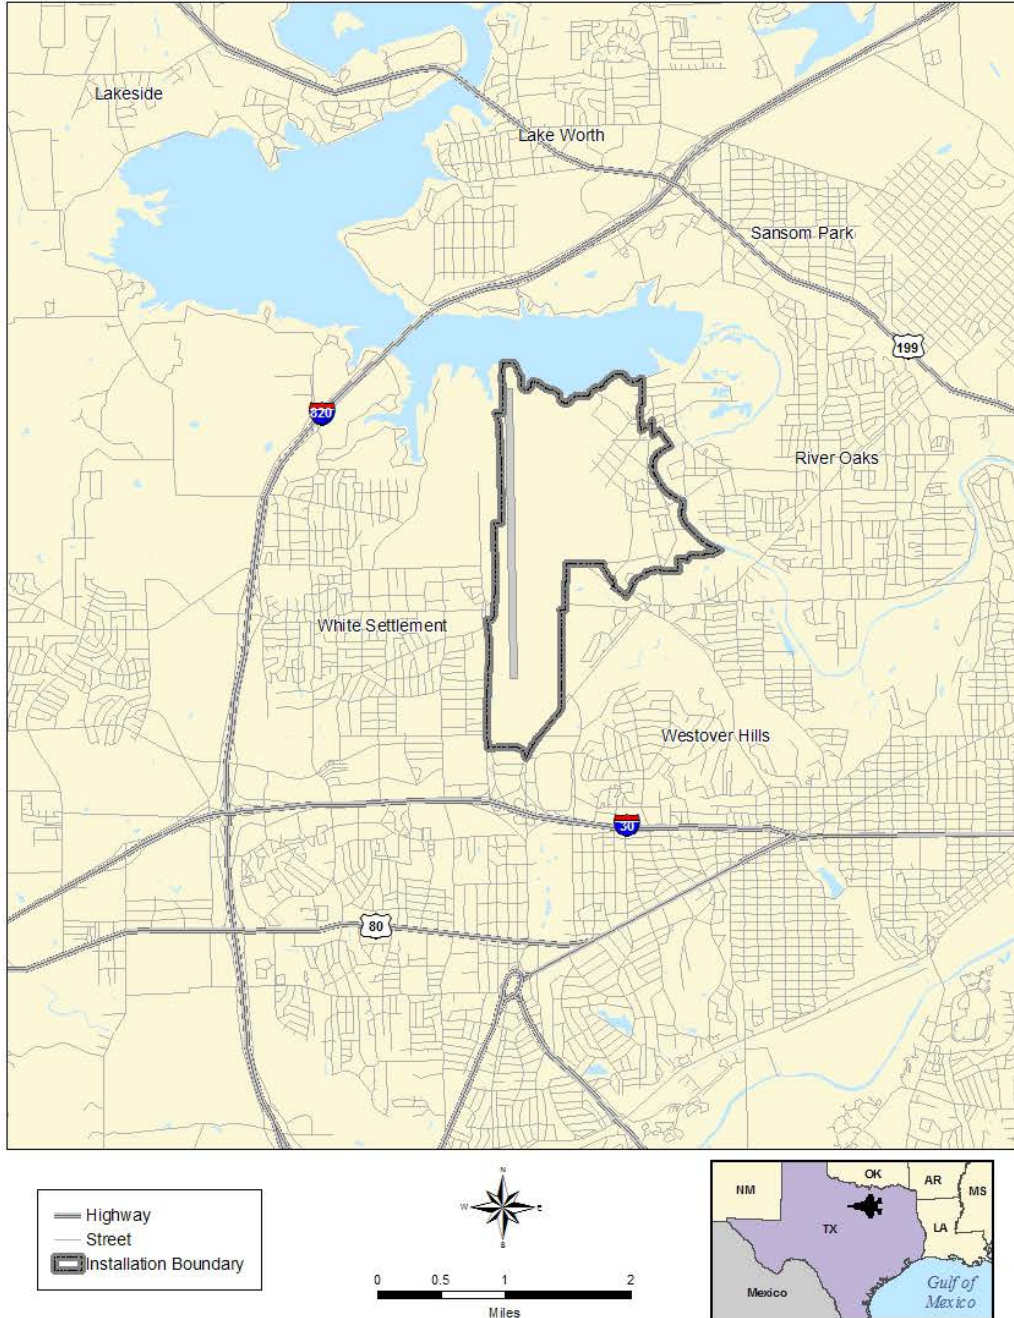 Lakeside
Lake Worth
Sansom Park
199
820
River Oaks
White Settlement
Westover Hills
30
80
Highway
Street
Installation Boundary
N
W
E
S
0 0.5 1 2
Miles
NM
OK
AR
MS
TX
LA
Mexico
Gulf of
Mexico